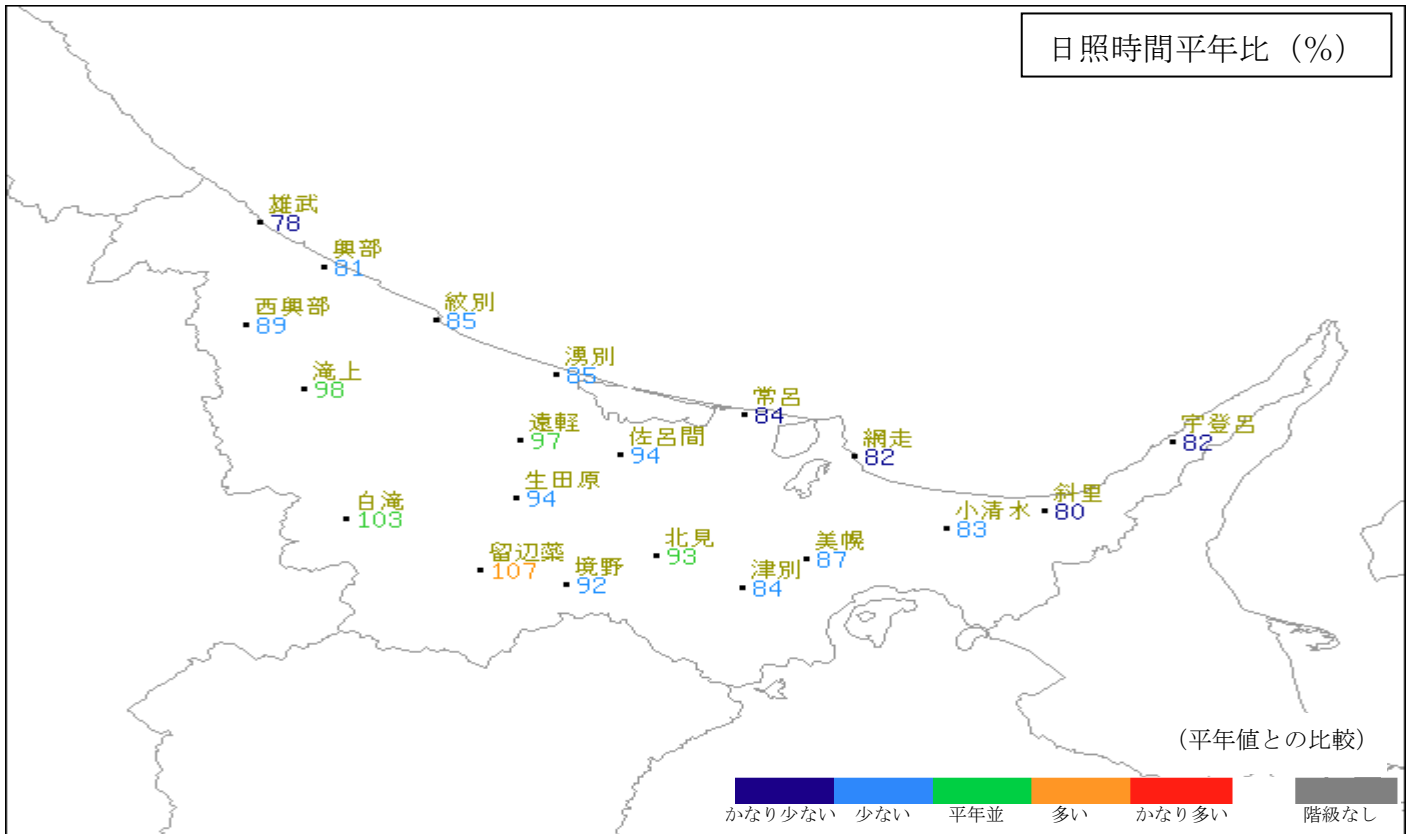 日照時間平年比（％）
雄武
78
興部
81
西興部
89
紋別
85
滝上
98
湧別
85
常呂
84
遠軽
97
佐呂間
94
網走
82
宇登呂
82
生田原
94
白滝
103
斜里
80
小清水
83
北見
93
美幌
87
留辺蘂
107
境野
92
津別
84
（平年値との比較）
かなり少ない 少ない 平年並 多い かなり多い 階級なし